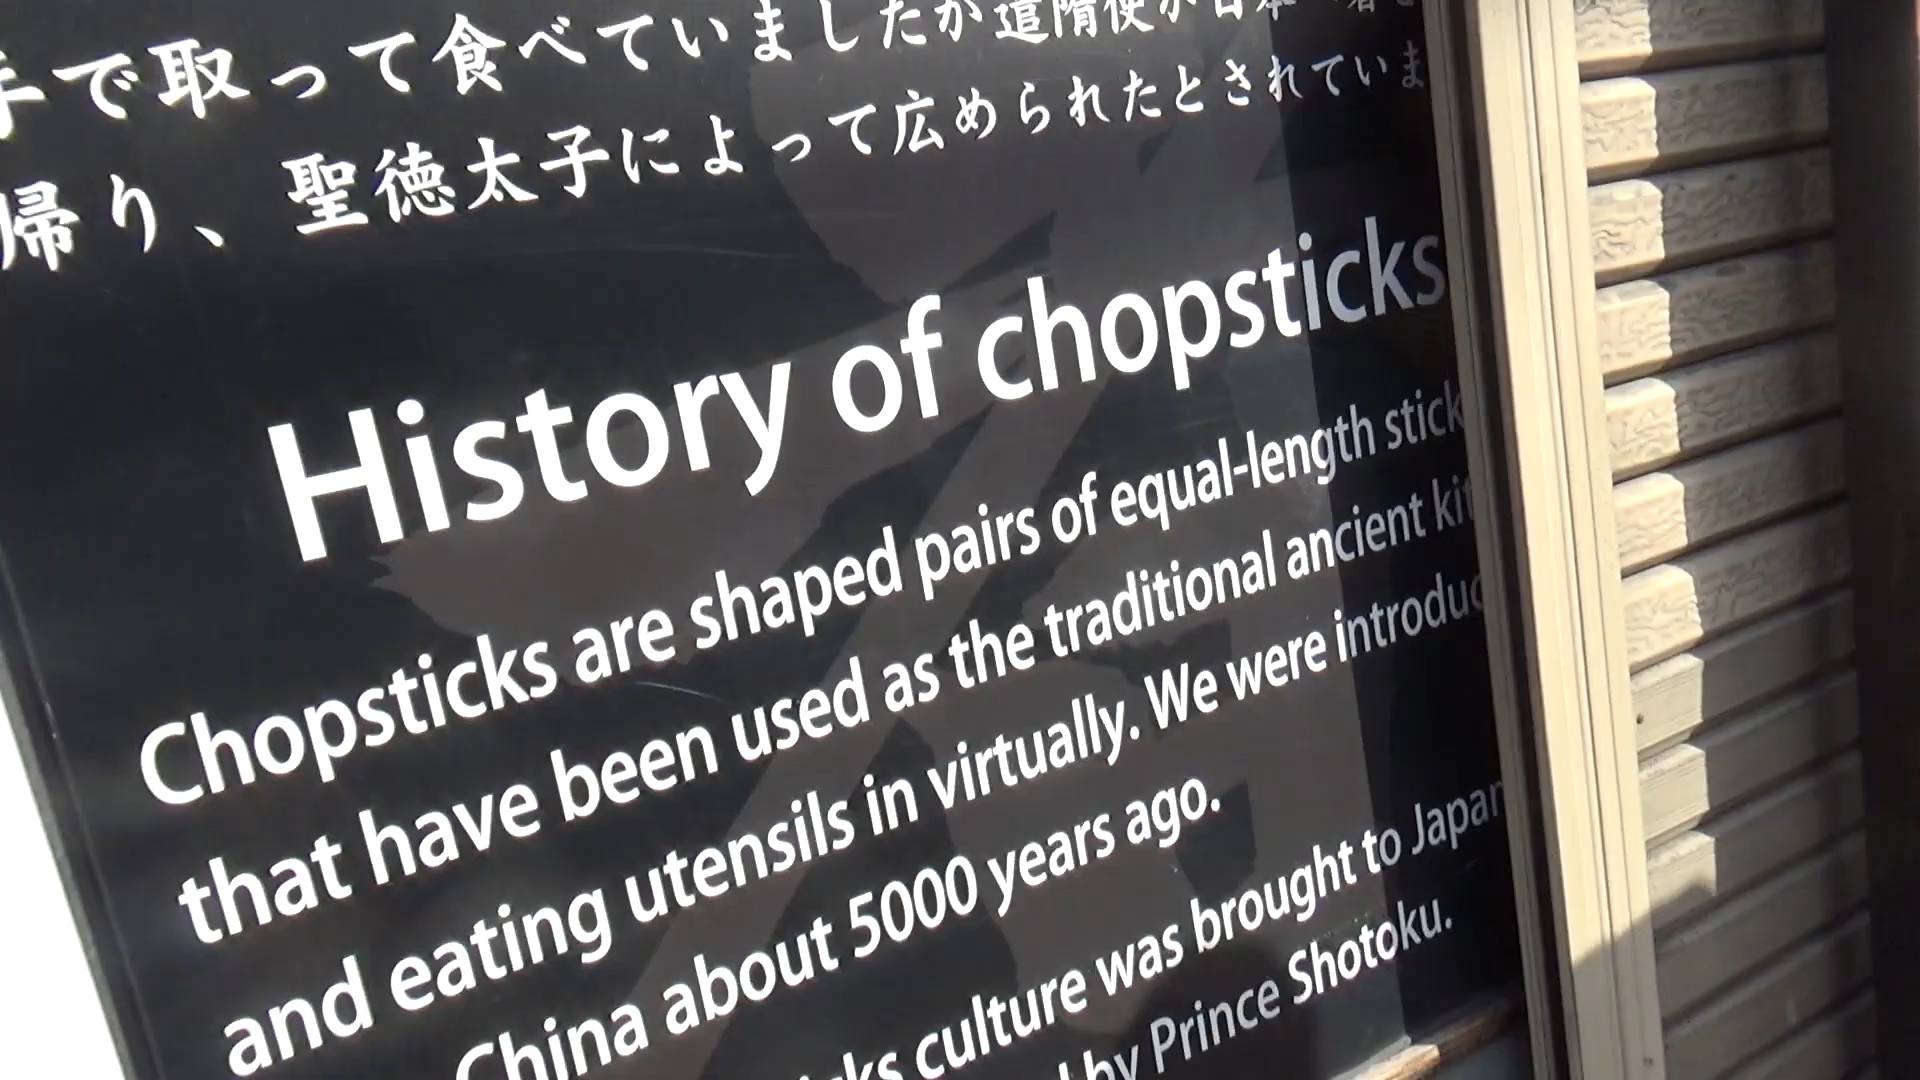 手で取って食べていましたが遣隋使が日本
帰り、聖徳太子によって広められたとされていま
History of chopsticks
Chopsticks are shaped pairs of equal-length stick
that have been used as the traditional ancient kit
and eating utensils in virtually. We were introduc
China about 5000 years ago.
cks culture was brought to Japan
by Prince Shotoku.